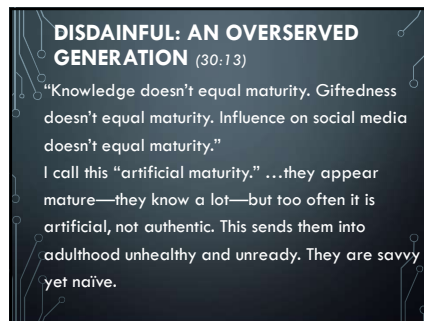 DISDAINFUL: AN OVERSERVED
GENERATION (30:13)
“Knowledge doesn’t equal maturity. Giftedness
doesn’t equal maturity. Influence on social media
doesn’t equal maturity.”
I call this “artificial maturity.” …they appear
mature—they know a lot—but too often it is
artificial, not authentic. This sends them into
adulthood unhealthy and unready. They are savvy
yet naïve.